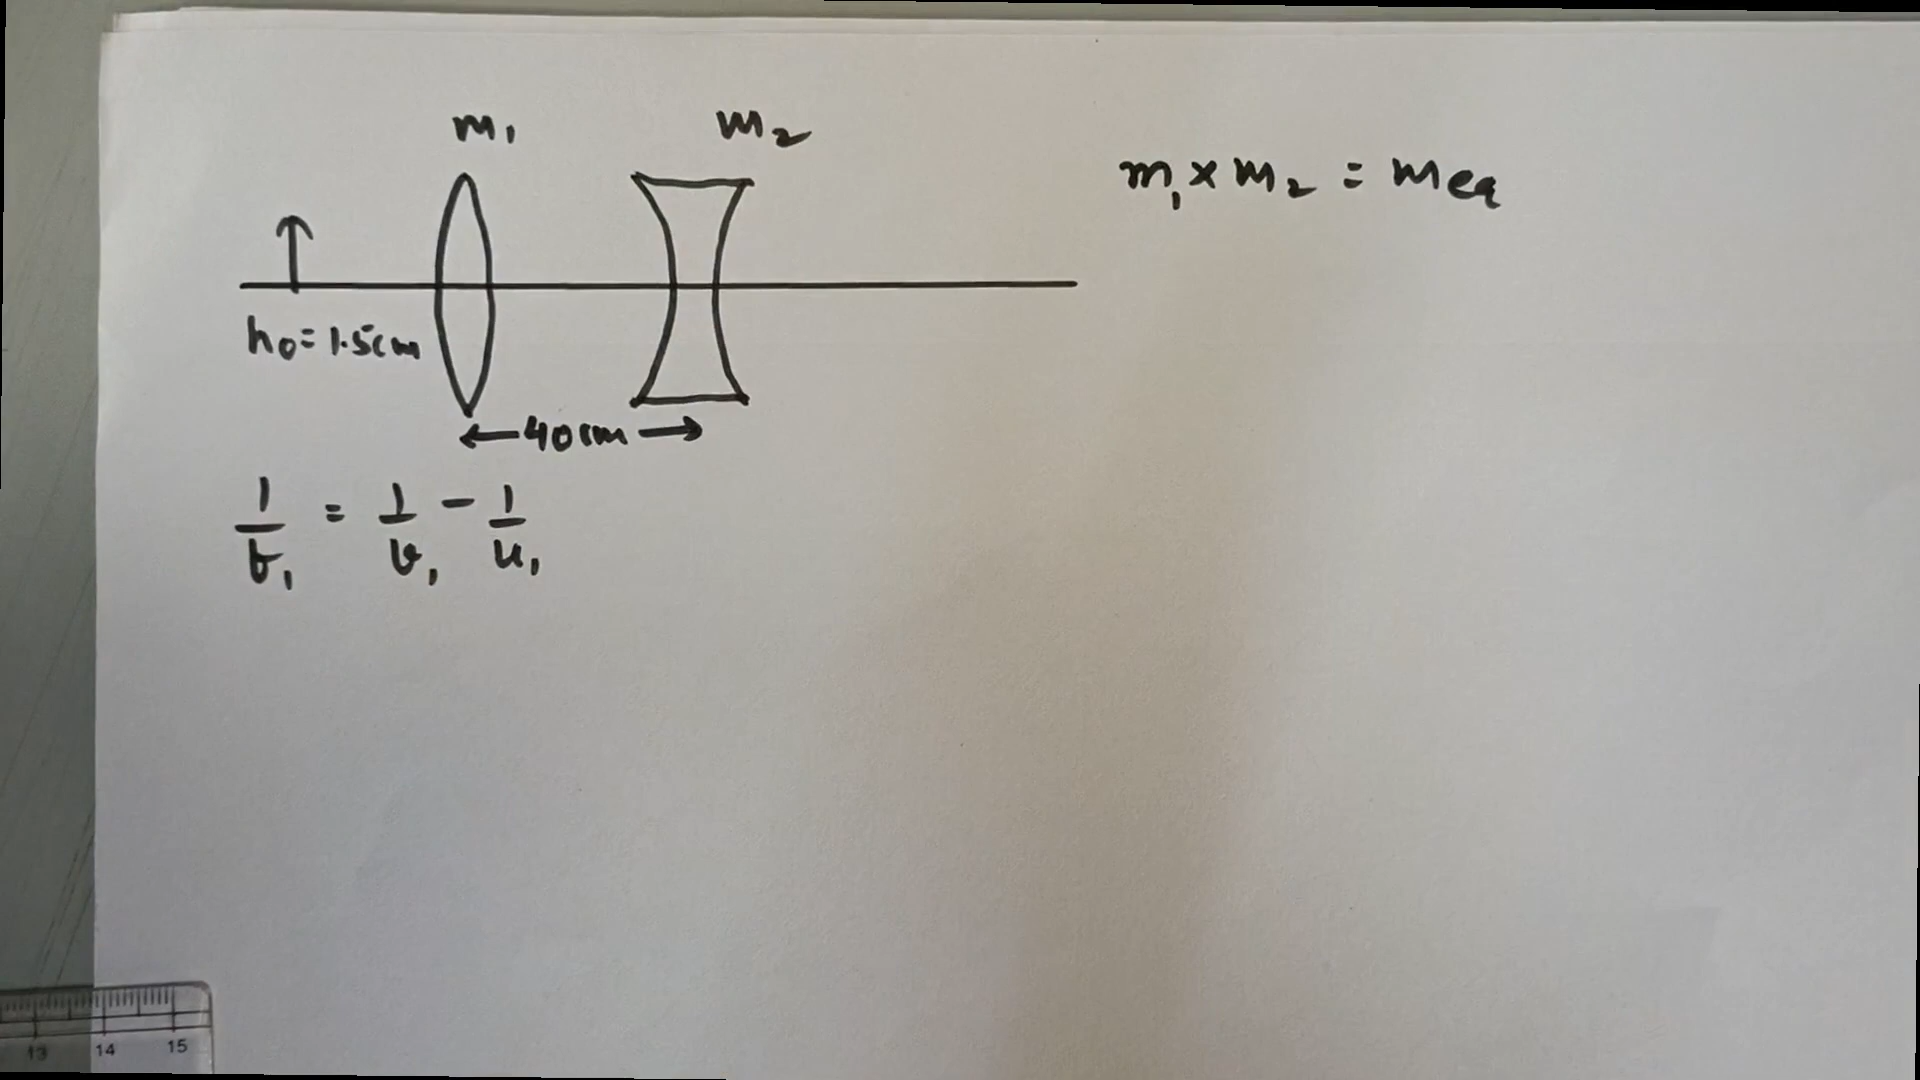 m₁ m₂
m₁ × m₂ = meq
h₀ = 1.5cm
40cm
1/f₁ = 1/v₁ - 1/u₁
13 14 15